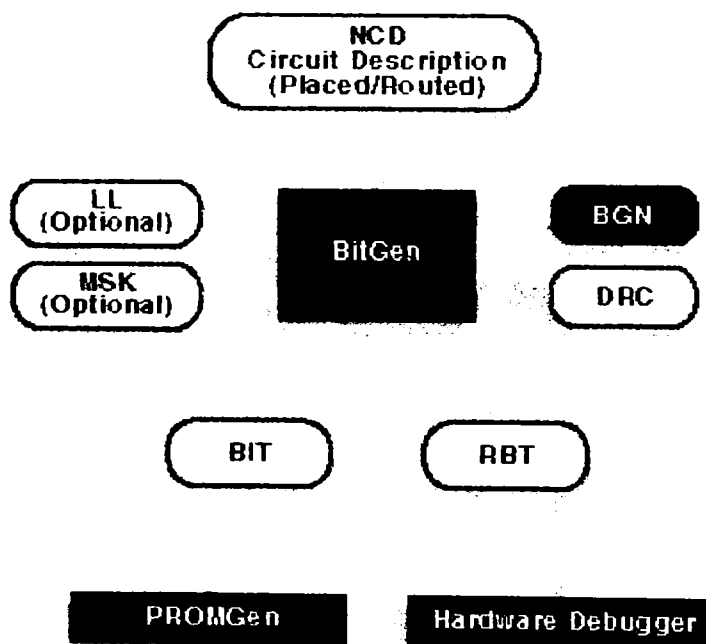 NCD
Circuit Description
(Placed/Routed)
LL
(Optional)
BitGen
BGN
MSK
(Optional)
DRC
BIT
RBT
PROMGen
Hardware Debugger